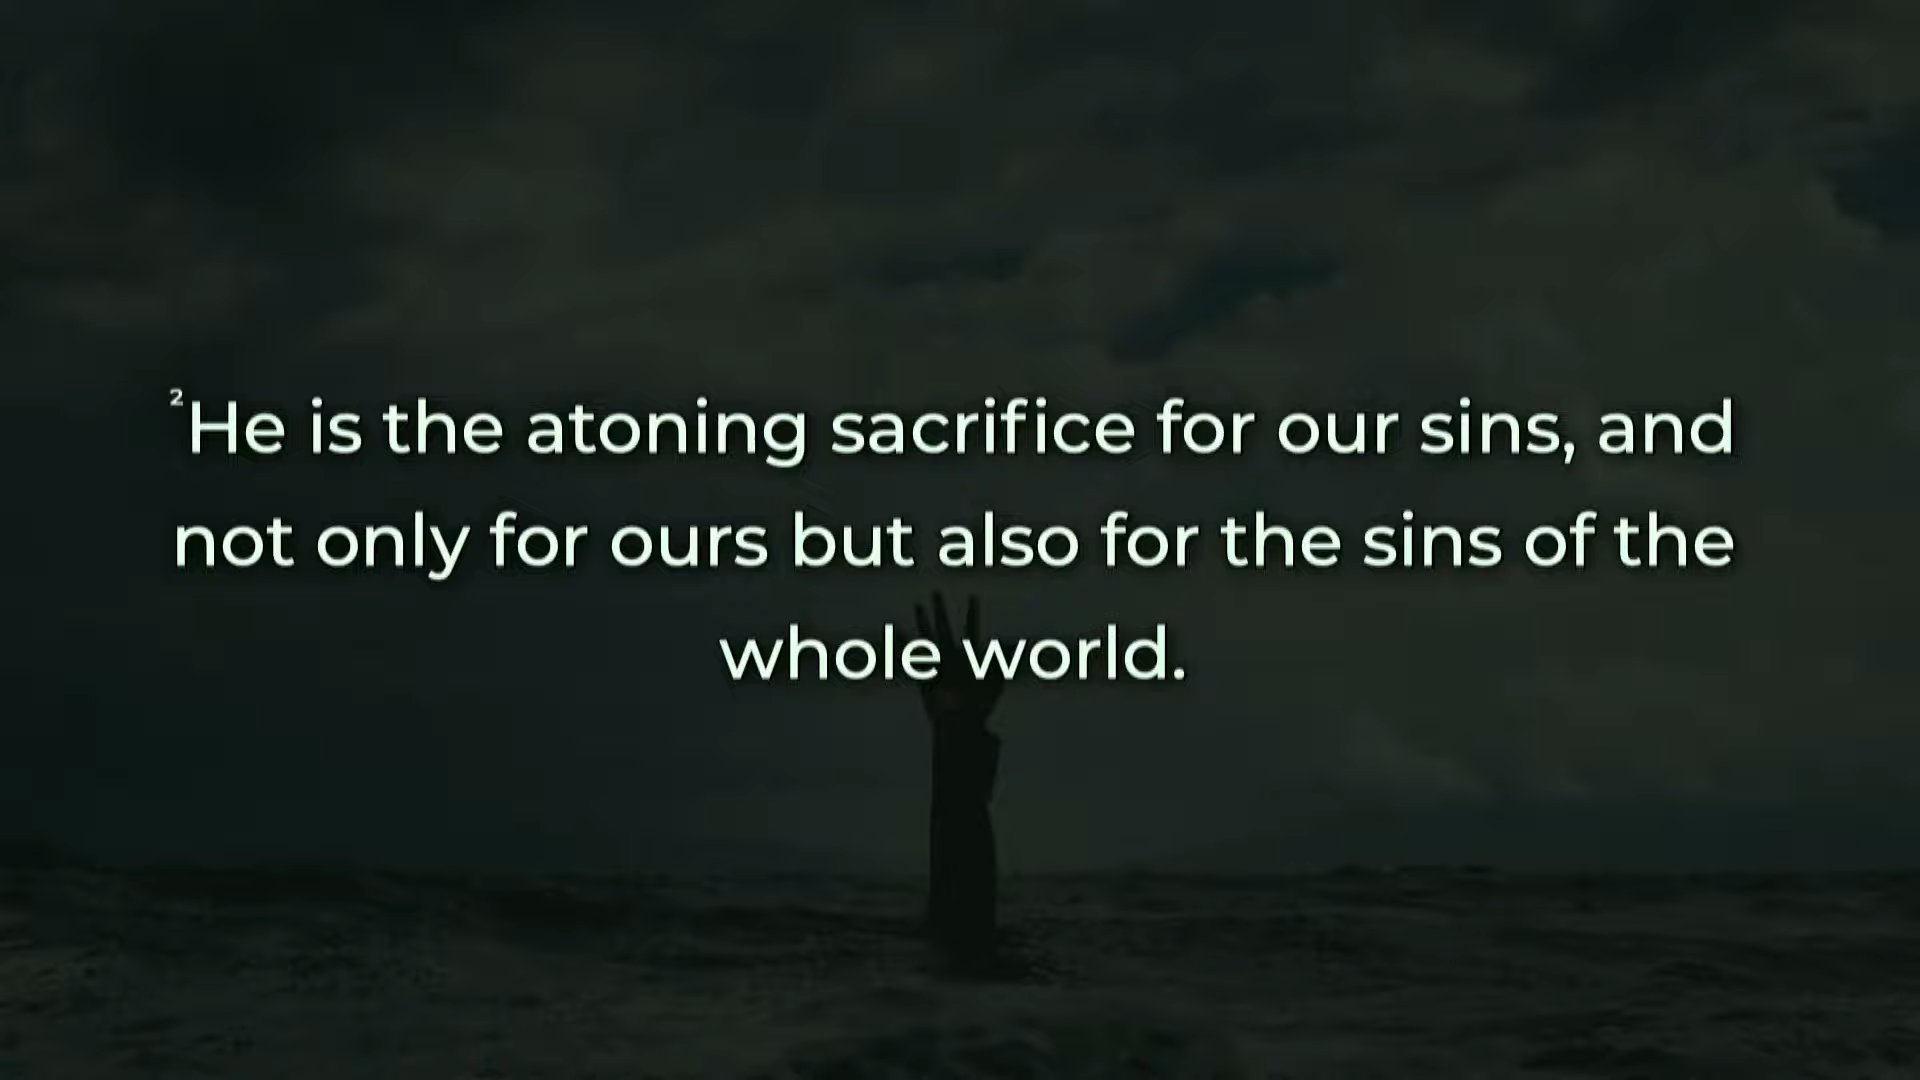 ²He is the atoning sacrifice for our sins, and
not only for ours but also for the sins of the
whole world.